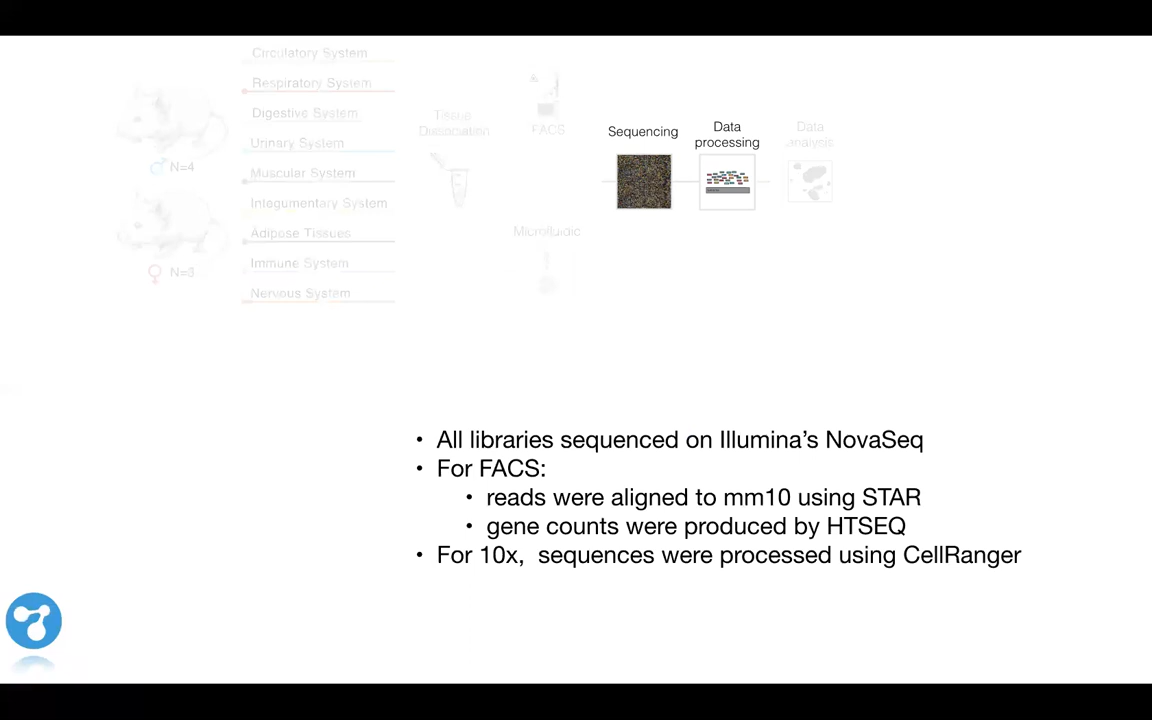 Circulatory System
Respiratory System
Digestive System
Urinary System
Muscular System
Integumentary System
Adipose Tissues
Immune System
Nervous System
N=4
N=3
Tissue
Dissociation
FACS
Microfluidic
Sequencing
Data
processing
Data
analysis
• All libraries sequenced on Illumina’s NovaSeq
• For FACS:
• reads were aligned to mm10 using STAR
• gene counts were produced by HTSEQ
• For 10x, sequences were processed using CellRanger